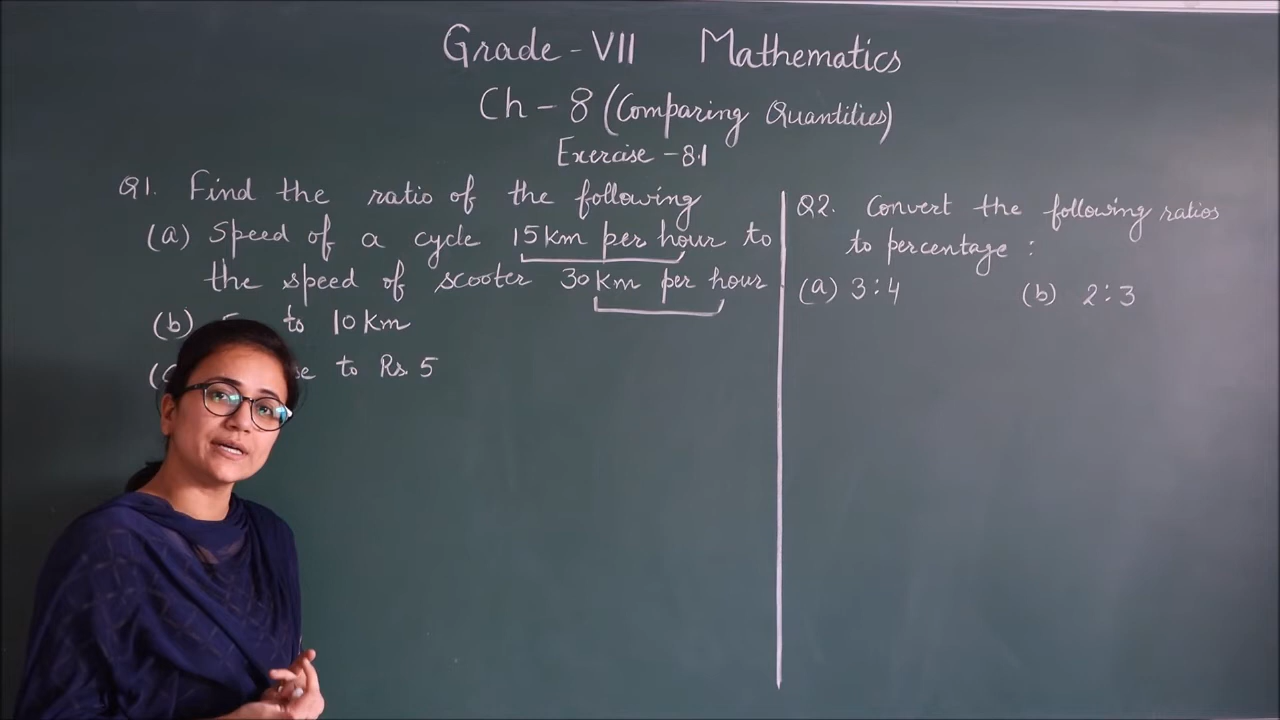 Grade - VII Mathematics
Ch - 8 (Comparing Quantities)
Exercise - 8.1
Q1. Find the ratio of the following
(a) Speed of a cycle 15 km per hour to
the speed of scooter 30 km per hour
(b) to 10 km
to Rs. 5
Q2. Convert the following ratios
to percentage :
(a) 3:4 (b) 2:3